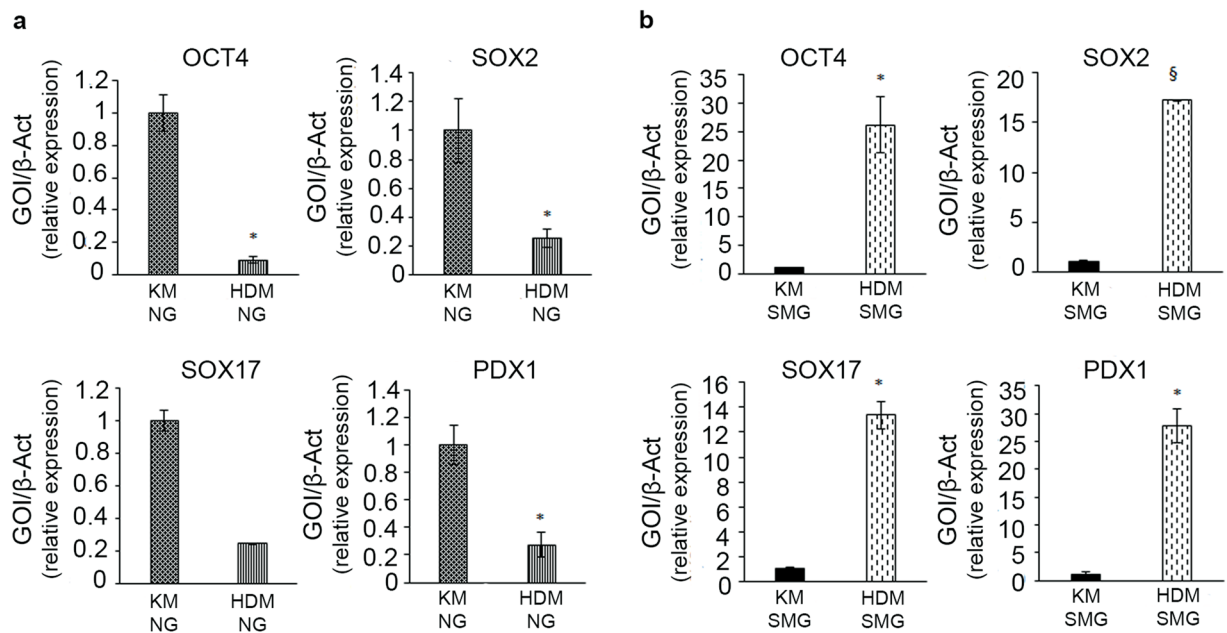 a
OCT4
GOI/β-Act
(relative expression)
1.2
1
0.8
0.6
0.4
0.2
0
*
KM
NG
HDM
NG
SOX2
GOI/β-Act
(relative expression)
1.4
1.2
1
0.8
0.6
0.4
0.2
0
*
KM
NG
HDM
NG
SOX17
GOI/β-Act
(relative expression)
1.2
1
0.8
0.6
0.4
0.2
0
KM
NG
HDM
NG
PDX1
GOI/β-Act
(relative expression)
1.4
1.2
1
0.8
0.6
0.4
0.2
0
*
KM
NG
HDM
NG
b
OCT4
GOI/β-Act
(relative expression)
35
30
25
20
15
10
5
0
*
KM
SMG
HDM
SMG
SOX2
GOI/β-Act
(relative expression)
20
15
10
5
0
§
KM
SMG
HDM
SMG
SOX17
GOI/β-Act
(relative expression)
16
14
12
10
8
6
4
2
0
*
KM
SMG
HDM
SMG
PDX1
GOI/β-Act
(relative expression)
35
30
25
20
15
10
5
0
*
KM
SMG
HDM
SMG